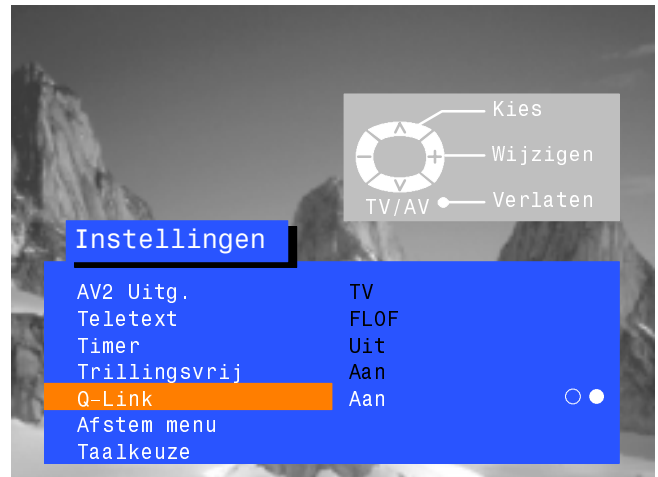 Kies
Wijzigen
TV/AV Verlaten
Instellingen
AV2 Uitg. TV
Teletext FLOF
Timer Uit
Trillingsvrij Aan
Q-Link Aan
Afstem menu
Taalkeuze